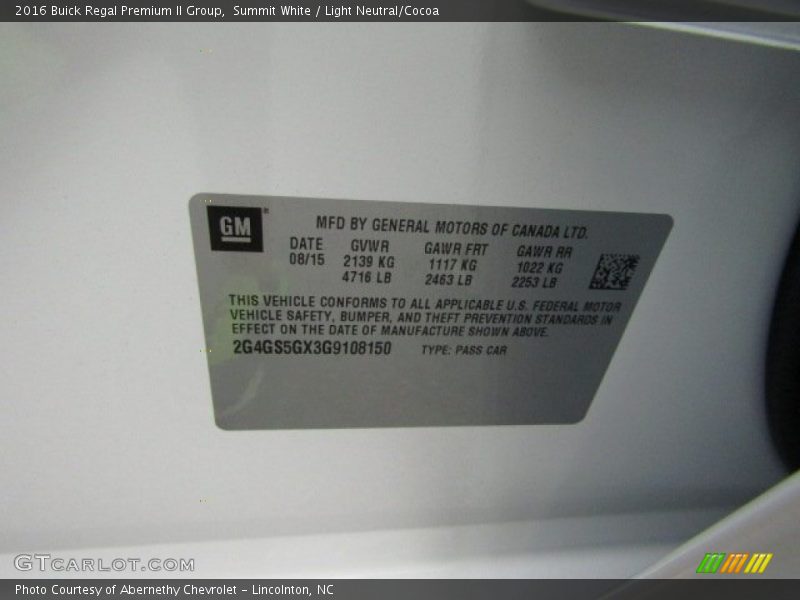 2016 Buick Regal Premium II Group,  Summit White / Light Neutral/Cocoa
GM
MFD BY GENERAL MOTORS OF CANADA LTD.
DATE GVWR GAWR FRT GAWR RR
08/15 2139 KG 1117 KG 1022 KG
4716 LB 2463 LB 2253 LB
THIS VEHICLE CONFORMS TO ALL APPLICABLE U.S. FEDERAL MOTOR
VEHICLE SAFETY, BUMPER, AND THEFT PREVENTION STANDARDS IN
EFFECT ON THE DATE OF MANUFACTURE SHOWN ABOVE.
2G4GS5GX3G9108150 TYPE: PASS CAR
GTCARLOT.COM
Photo Courtesy of Abernethy Chevrolet – Lincolnton, NC